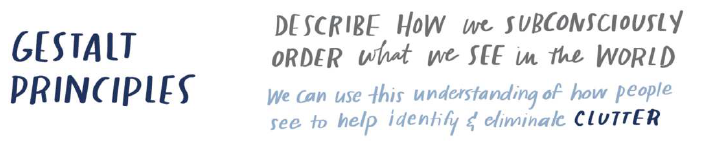 GESTALT
PRINCIPLES
DESCRIBE HOW we SUBCONSCIOUSLY
ORDER what we SEE in the WORLD
We can use this understanding of how people
see to help identify & eliminate CLUTTER